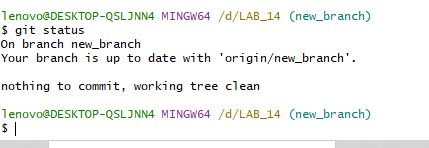 lenovo@DESKTOP-QSLJNN4 MINGW64 /d/LAB_14 (new_branch)
$ git status
On branch new_branch
Your branch is up to date with 'origin/new_branch'.
nothing to commit, working tree clean
lenovo@DESKTOP-QSLJNN4 MINGW64 /d/LAB_14 (new_branch)
$